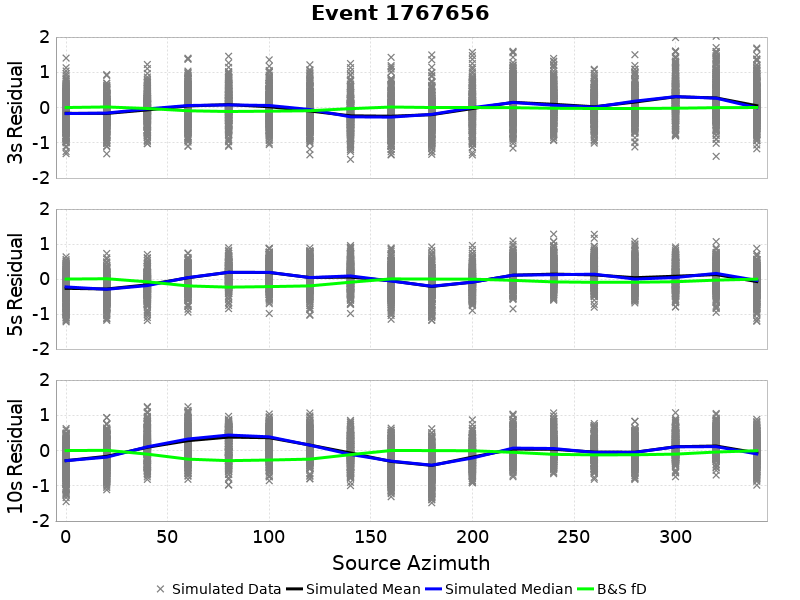 Event 1767656
2
1
0
-1
-2
3s Residual
2
1
0
-1
-2
5s Residual
2
1
0
-1
-2
10s Residual
0 50 100 150 200 250 300
Source Azimuth
Simulated Data Simulated Mean Simulated Median B&S fD